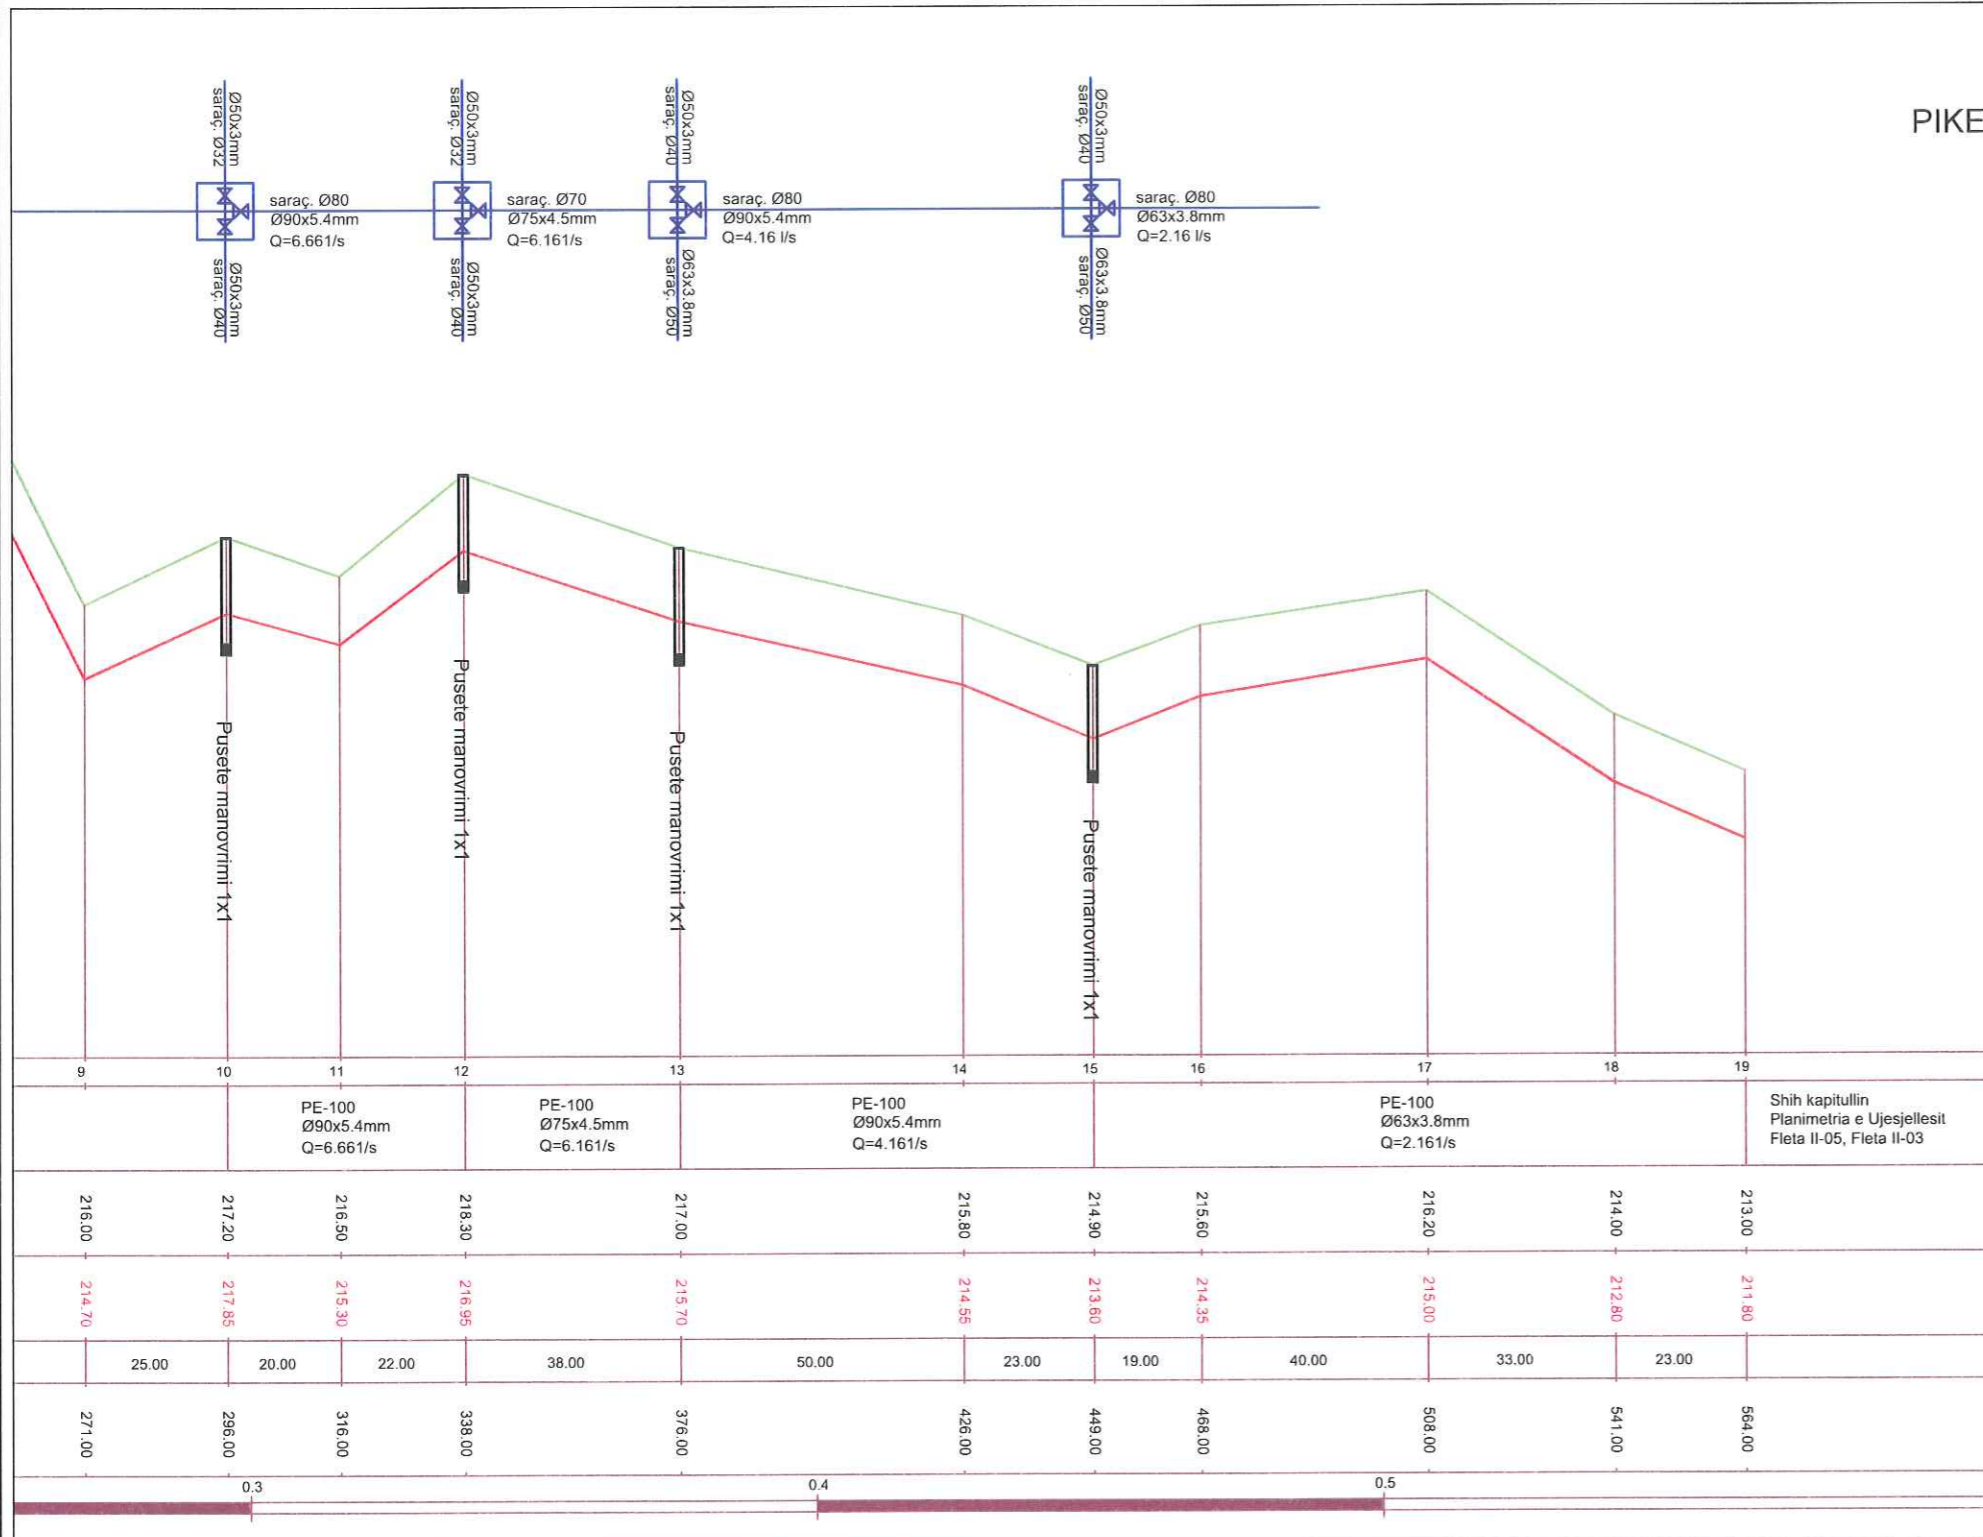 PIKE
Ø50x3mm
saraç. Ø32
Ø50x3mm
saraç. Ø32
Ø50x3mm
saraç. Ø40
Ø50x3mm
saraç. Ø40
saraç. Ø80
Ø90x5.4mm
Q=6.661/s
saraç. Ø70
Ø75x4.5mm
Q=6.161/s
saraç. Ø80
Ø90x5.4mm
Q=4.16 l/s
saraç. Ø80
Ø63x3.8mm
Q=2.16 l/s
Ø50x3mm
saraç. Ø40
Ø50x3mm
saraç. Ø40
Ø63x3.8mm
saraç. Ø50
Ø63x3.8mm
saraç. Ø50
Pusete manovrimi 1x1
Pusete manovrimi 1x1
Pusete manovrimi 1x1
Pusete manovrimi 1x1
9 10 11 12 13 14 15 16 17 18 19
PE-100
Ø90x5.4mm
Q=6.661/s
PE-100
Ø75x4.5mm
Q=6.161/s
PE-100
Ø90x5.4mm
Q=4.161/s
PE-100
Ø63x3.8mm
Q=2.161/s
Shih kapitullin
Planimetria e Ujesjellesit
Fleta II-05, Fleta II-03
216.00 217.20 216.50 218.30 217.00 215.80 214.90 215.60 216.20 214.00 213.00
214.70 217.85 215.30 216.95 215.70 214.55 213.60 214.35 215.00 212.80 211.80
25.00 20.00 22.00 38.00 50.00 23.00 19.00 40.00 33.00 23.00
271.00 296.00 316.00 338.00 376.00 426.00 449.00 468.00 508.00 541.00 564.00
0.3 0.4 0.5